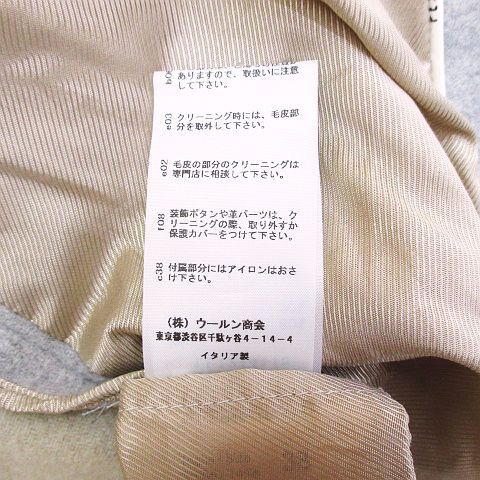 ありますので、取扱いに注意
して下さい。
e03 クリーニング時には、毛皮部
分を取外して下さい。
e02 毛皮の部分のクリーニングは
専門店に相談して下さい。
f08 装飾ボタンや革パーツは、ク
リーニングの際、取り外すか
保護カバーをつけて下さい。
c38 付属部分にはアイロンはおさ
け下さい。
(株) ウールン商会
東京都渋谷区千駄ヶ谷4-14-4
イタリア製
38